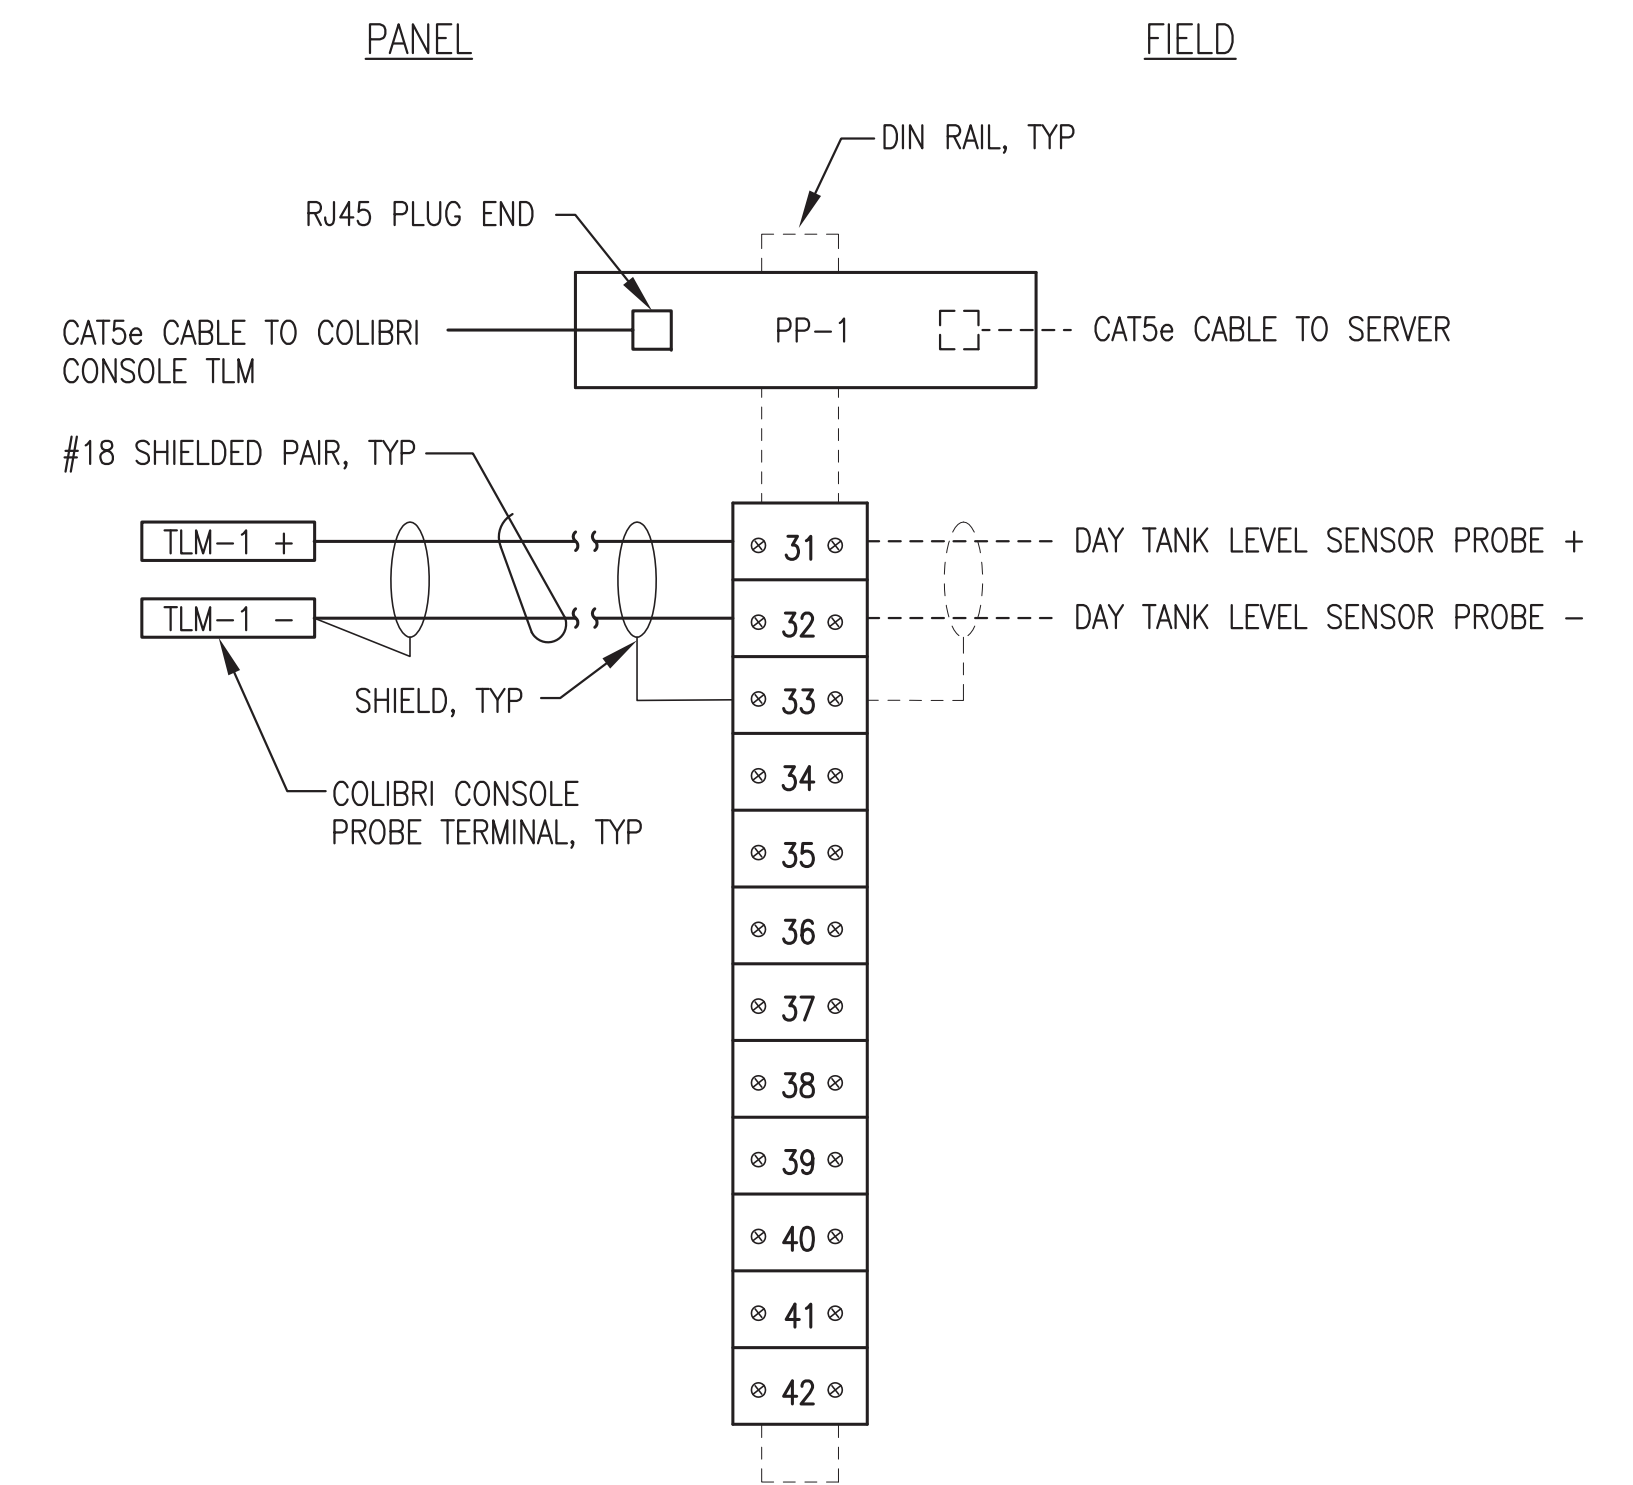 PANEL
FIELD
DIN RAIL, TYP
RJ45 PLUG END
CAT5e CABLE TO COLIBRI
CONSOLE TLM
PP-1
CAT5e CABLE TO SERVER
#18 SHIELDED PAIR, TYP
TLM-1 +
31
DAY TANK LEVEL SENSOR PROBE +
TLM-1 -
32
DAY TANK LEVEL SENSOR PROBE -
SHIELD, TYP
33
34
COLIBRI CONSOLE
PROBE TERMINAL, TYP
35
36
37
38
39
40
41
42